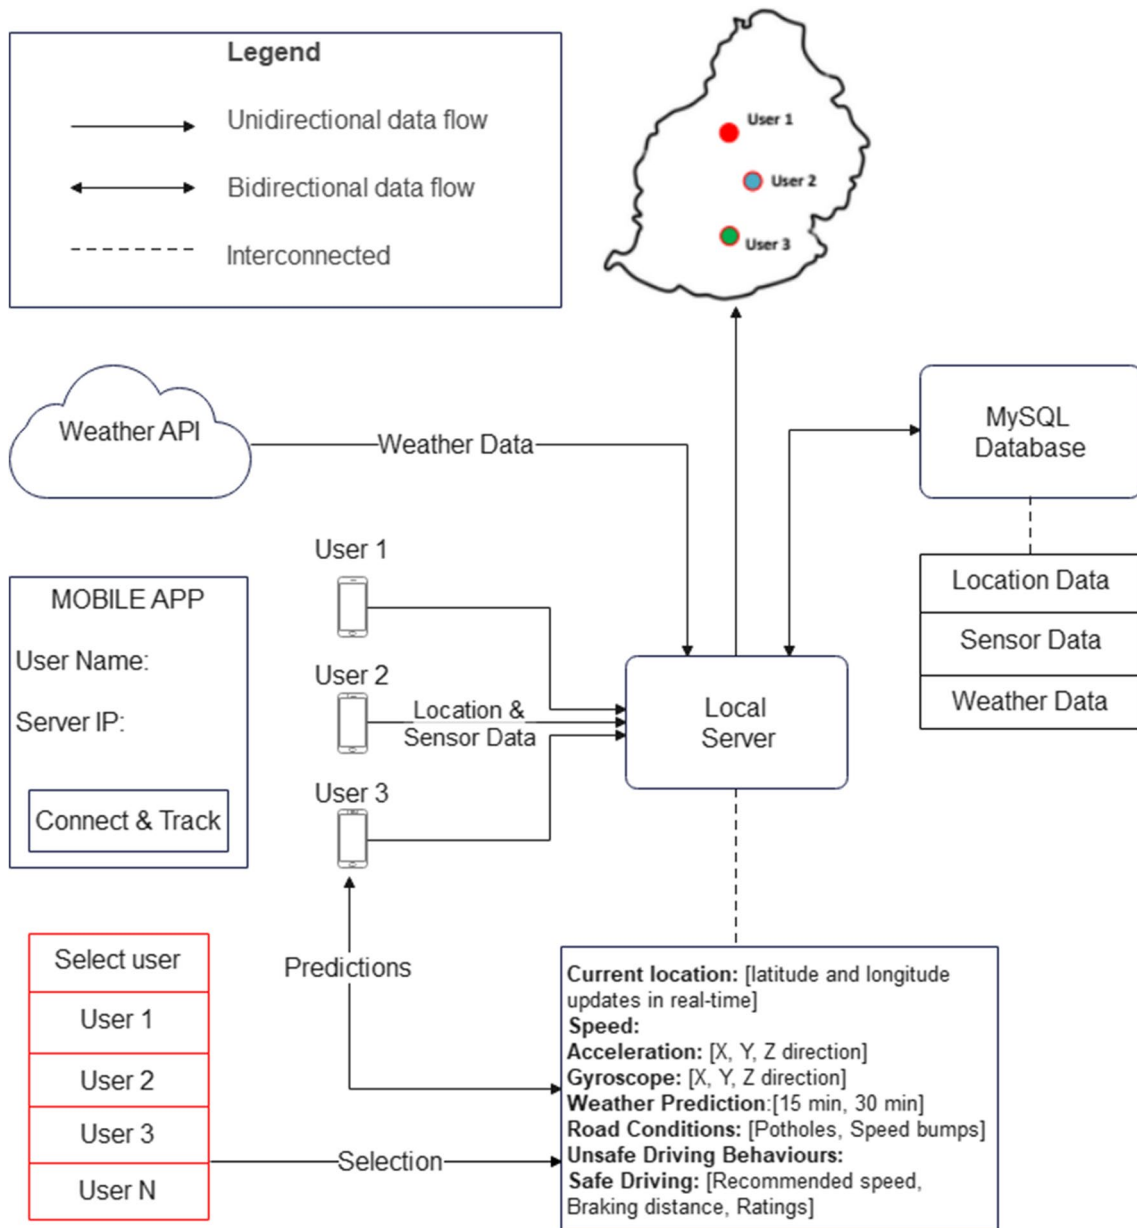 Legend
Unidirectional data flow
Bidirectional data flow
Interconnected
User 1
User 2
User 3
Weather API
Weather Data
MySQL
Database
Location Data
Sensor Data
Weather Data
MOBILE APP
User Name:
Server IP:
Connect & Track
User 1
User 2
User 3
Location &
Sensor Data
Local
Server
Predictions
Select user
User 1
User 2
User 3
User N
Selection
Current location: [latitude and longitude
updates in real-time]
Speed:
Acceleration: [X, Y, Z direction]
Gyroscope: [X, Y, Z direction]
Weather Prediction:[15 min, 30 min]
Road Conditions: [Potholes, Speed bumps]
Unsafe Driving Behaviours:
Safe Driving: [Recommended speed,
Braking distance, Ratings]